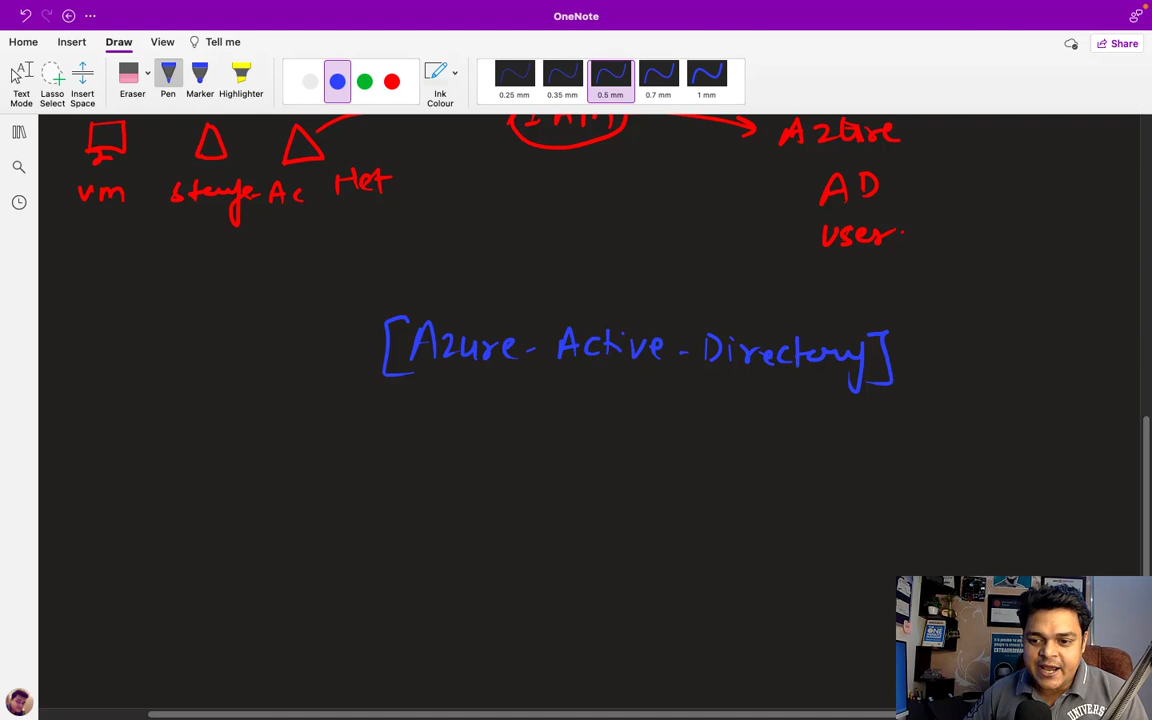 OneNote
Home Insert Draw View Tell me
Share
Text Mode
Lasso Select
Insert Space
Eraser
Pen
Marker
Highlighter
Ink Colour
0.25 mm 0.35 mm 0.5 mm 0.7 mm 1 mm
Azure
AD
user.
vm
Ac
[Azure - Active - Directory]
UNIVERS